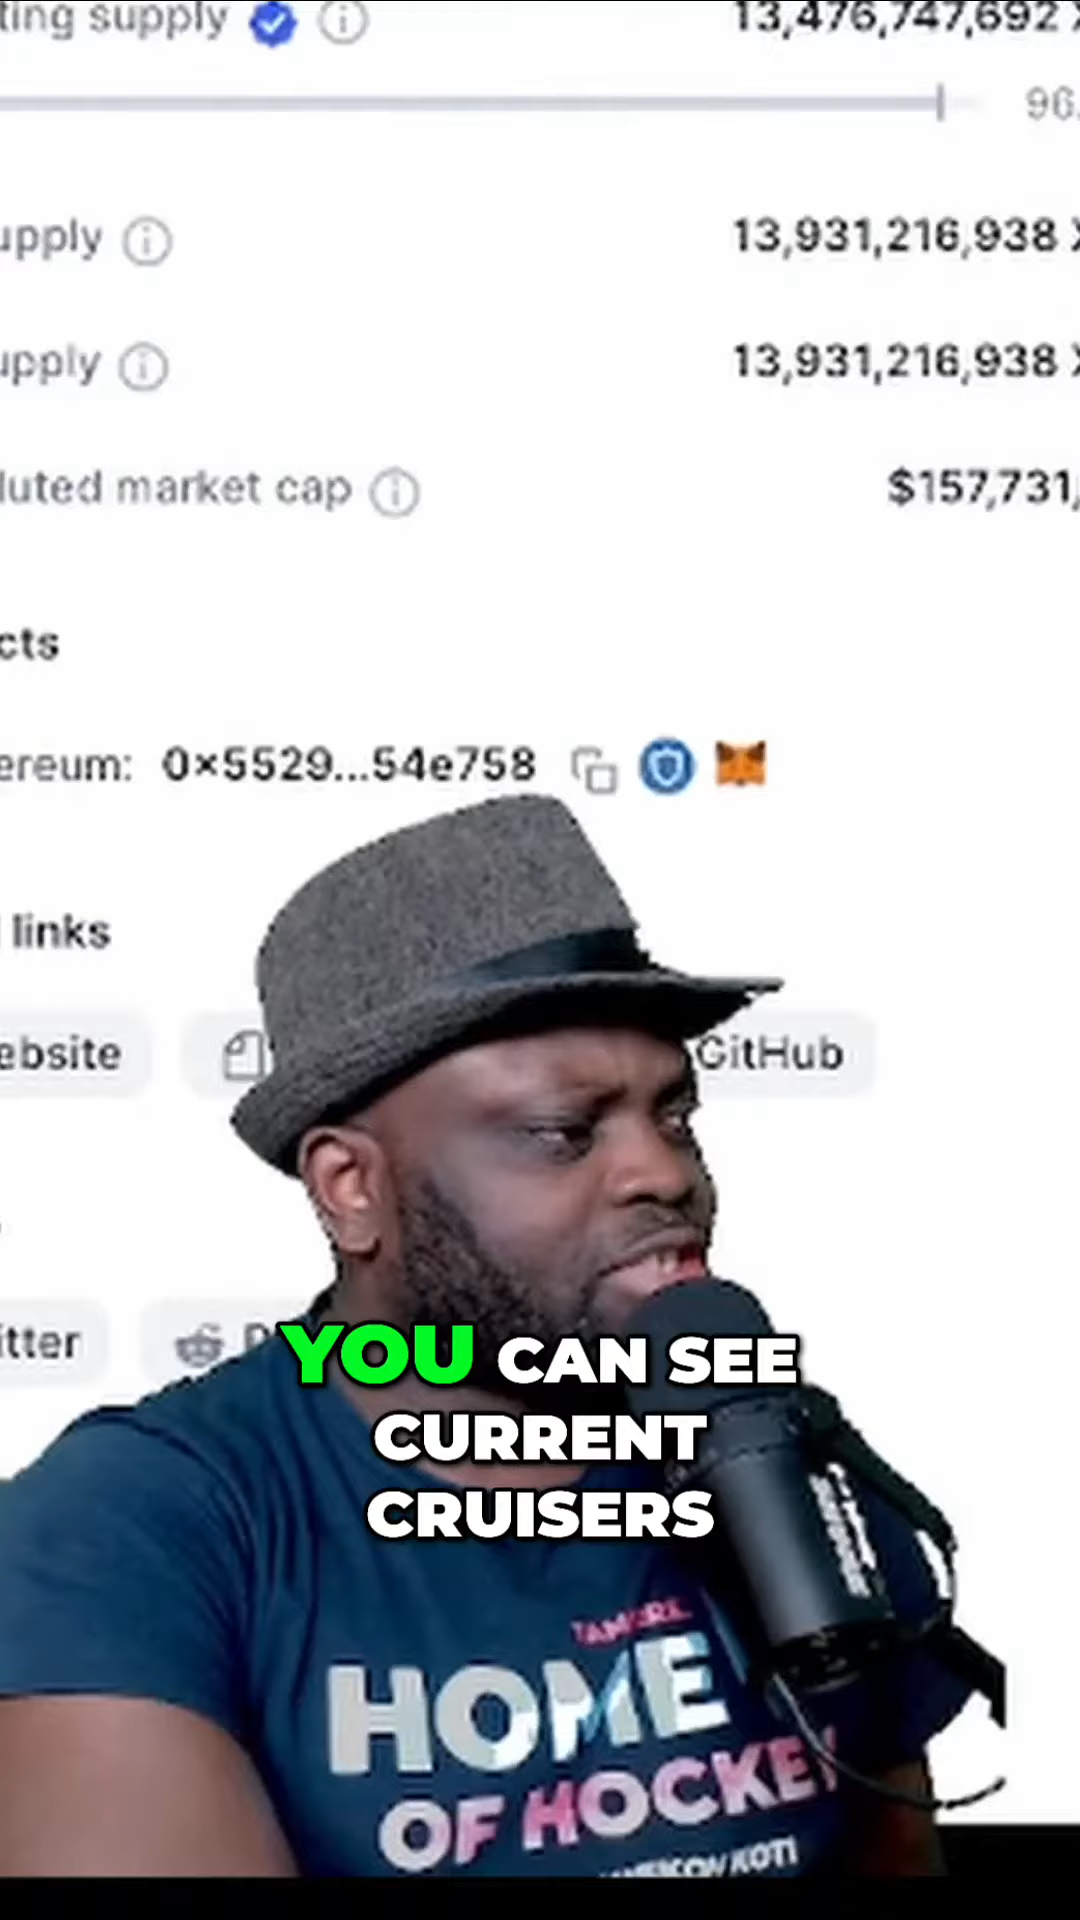 ting supply 13,476,747,692
96.
upply 13,931,216,938
upply 13,931,216,938
luted market cap $157,731,
cts
ereum: 0x5529...54e758
links
ebsite GitHub
itter
YOU CAN SEE
CURRENT
CRUISERS
TAMPERE
HOME
OF HOCKEY